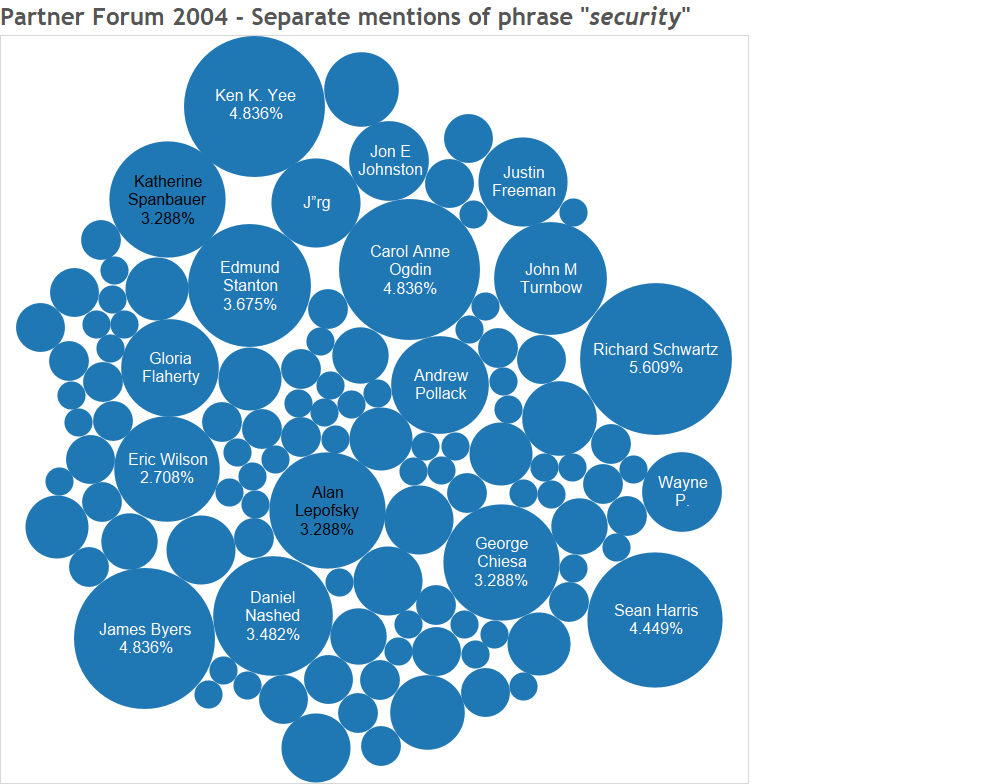 Partner Forum 2004 - Separate mentions of phrase "security"
Ken K. Yee
4.836%
Jon E
Johnston
Justin
Freeman
Katherine
Spanbauer
3.288%
J"rg
Carol Anne
Ogdin
4.836%
Edmund
Stanton
3.675%
John M
Turnbow
Richard Schwartz
5.609%
Gloria
Flaherty
Andrew
Pollack
Eric Wilson
2.708%
Alan
Lepofsky
3.288%
Wayne
P.
George
Chiesa
3.288%
Daniel
Nashed
3.482%
James Byers
4.836%
Sean Harris
4.449%